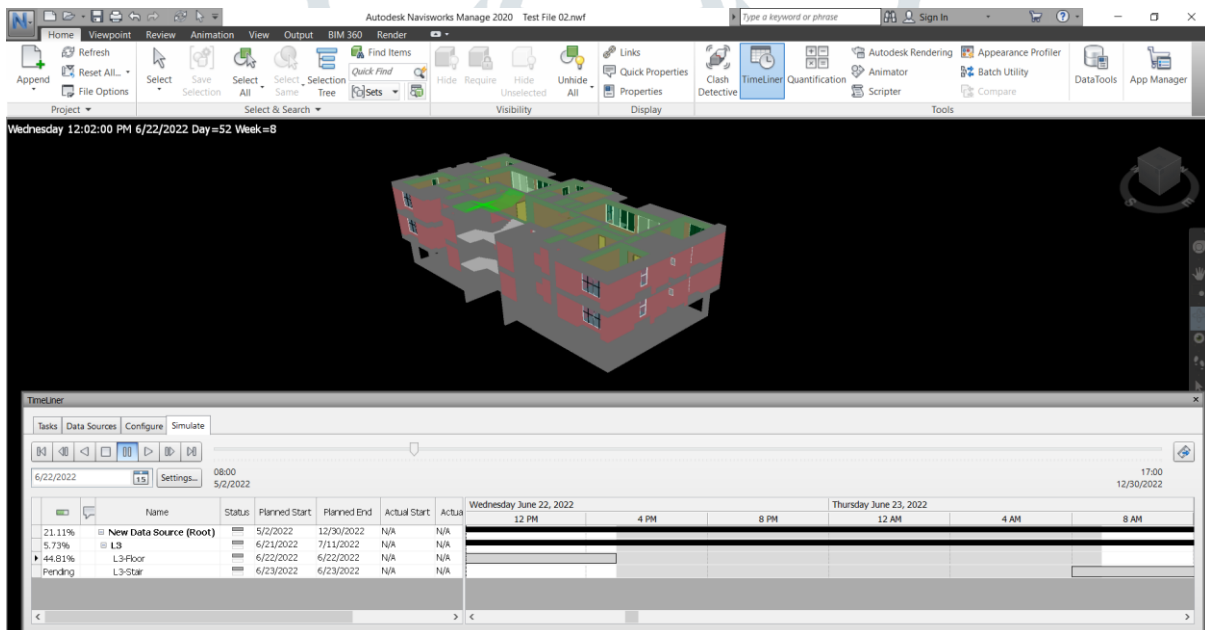 Autodesk Navisworks Manage 2020 Test File 02.nwf
Type a keyword or phrase
Sign In
Home Viewpoint Review Animation View Output BIM 360 Render
Append
Refresh
Reset All...
File Options
Project
Select
Save Selection
Select All
Select Same
Selection Tree
Find Items
Quick Find
Sets
Select & Search
Hide
Require
Hide Unselected
Unhide All
Visibility
Links
Quick Properties
Properties
Display
Clash Detective
TimeLiner
Quantification
Autodesk Rendering
Animator
Scripter
Appearance Profiler
Batch Utility
Compare
Tools
DataTools
App Manager
Wednesday 12:02:00 PM 6/22/2022 Day=52 Week=8
TimeLiner
Tasks Data Sources Configure Simulate
6/22/2022 15 Settings...
08:00
5/2/2022
17:00
12/30/2022
Name Status Planned Start Planned End Actual Start Actua
21.11% New Data Source (Root) 5/2/2022 12/30/2022 N/A N/A
5.73% L3 6/21/2022 7/11/2022 N/A N/A
44.81% L3-Floor 6/22/2022 6/22/2022 N/A N/A
Pending L3-Stair 6/23/2022 6/23/2022 N/A N/A
Wednesday June 22, 2022 Thursday June 23, 2022
12 PM 4 PM 8 PM 12 AM 4 AM 8 AM